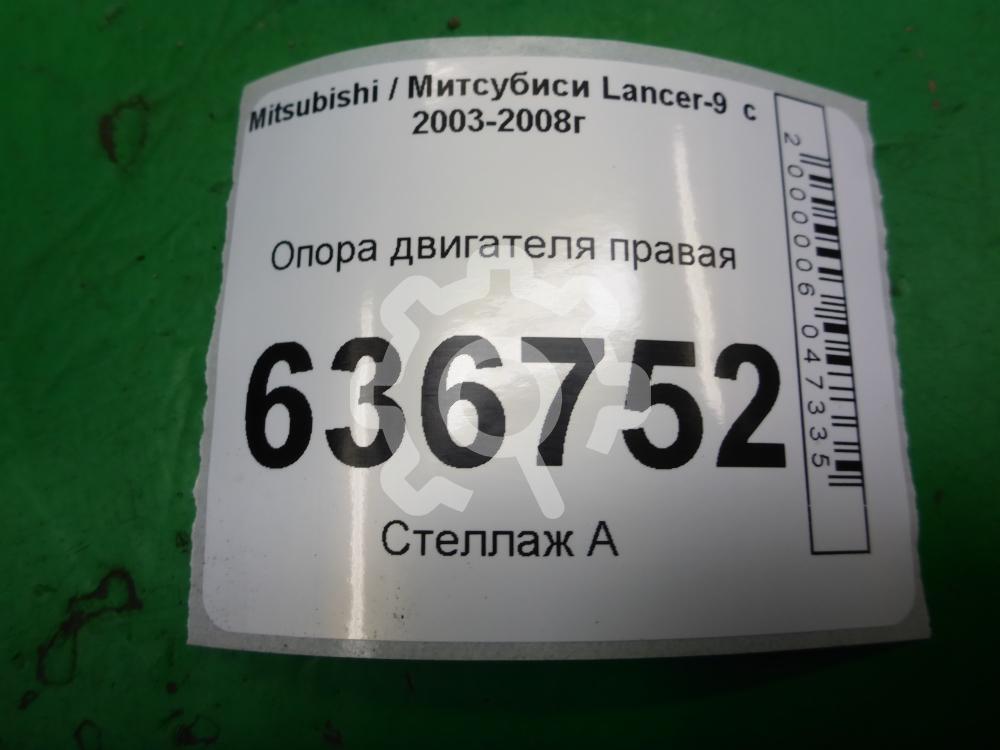 Mitsubishi / Митсубиси Lancer-9 с
2003-2008г
Опора двигателя правая
636752
Стеллаж А
2000006047335